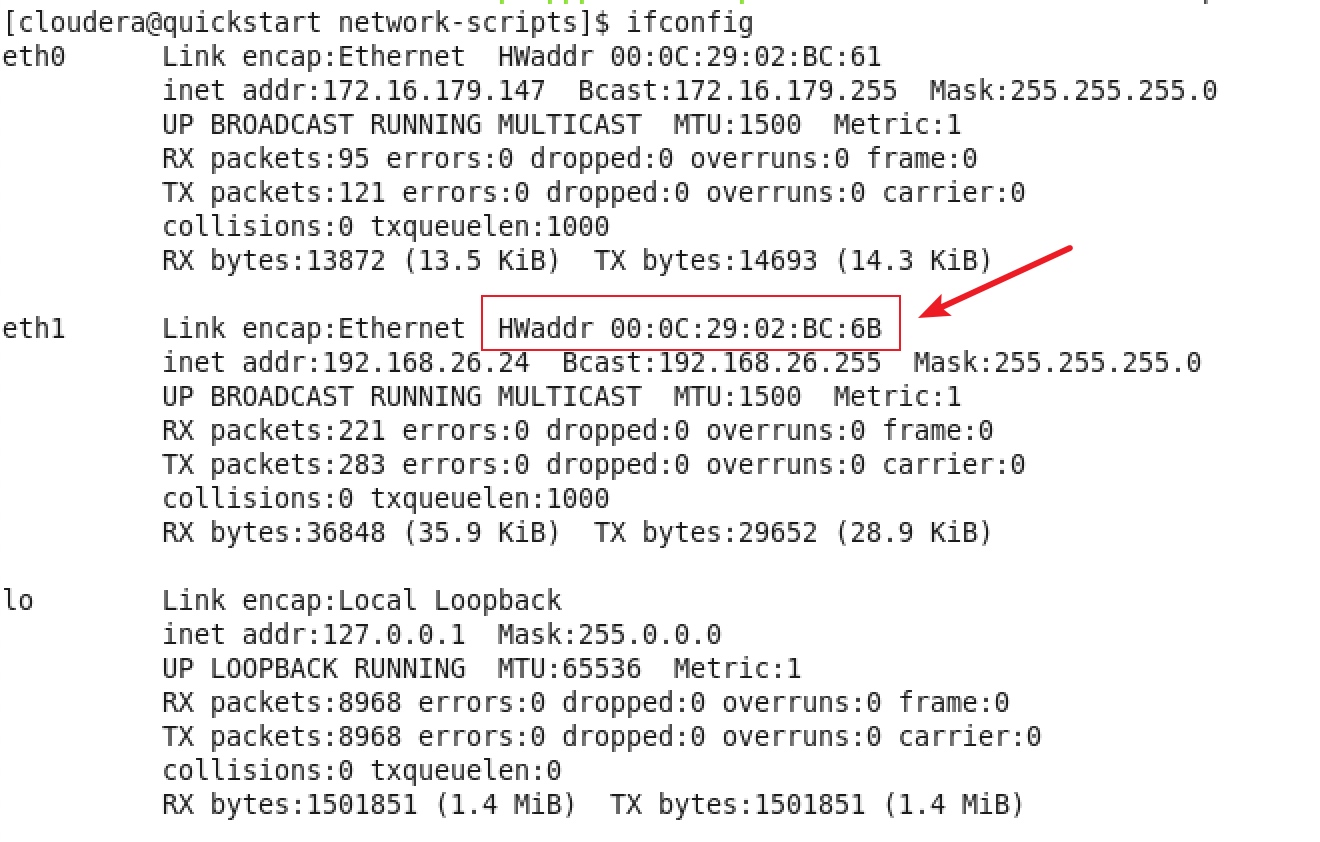 [cloudera@quickstart network-scripts]$ ifconfig
eth0      Link encap:Ethernet  HWaddr 00:0C:29:02:BC:61
          inet addr:172.16.179.147  Bcast:172.16.179.255  Mask:255.255.255.0
          UP BROADCAST RUNNING MULTICAST  MTU:1500  Metric:1
          RX packets:95 errors:0 dropped:0 overruns:0 frame:0
          TX packets:121 errors:0 dropped:0 overruns:0 carrier:0
          collisions:0 txqueuelen:1000
          RX bytes:13872 (13.5 KiB)  TX bytes:14693 (14.3 KiB)
eth1      Link encap:Ethernet  HWaddr 00:0C:29:02:BC:6B
          inet addr:192.168.26.24  Bcast:192.168.26.255  Mask:255.255.255.0
          UP BROADCAST RUNNING MULTICAST  MTU:1500  Metric:1
          RX packets:221 errors:0 dropped:0 overruns:0 frame:0
          TX packets:283 errors:0 dropped:0 overruns:0 carrier:0
          collisions:0 txqueuelen:1000
          RX bytes:36848 (35.9 KiB)  TX bytes:29652 (28.9 KiB)
lo        Link encap:Local Loopback
          inet addr:127.0.0.1  Mask:255.0.0.0
          UP LOOPBACK RUNNING  MTU:65536  Metric:1
          RX packets:8968 errors:0 dropped:0 overruns:0 frame:0
          TX packets:8968 errors:0 dropped:0 overruns:0 carrier:0
          collisions:0 txqueuelen:0
          RX bytes:1501851 (1.4 MiB)  TX bytes:1501851 (1.4 MiB)